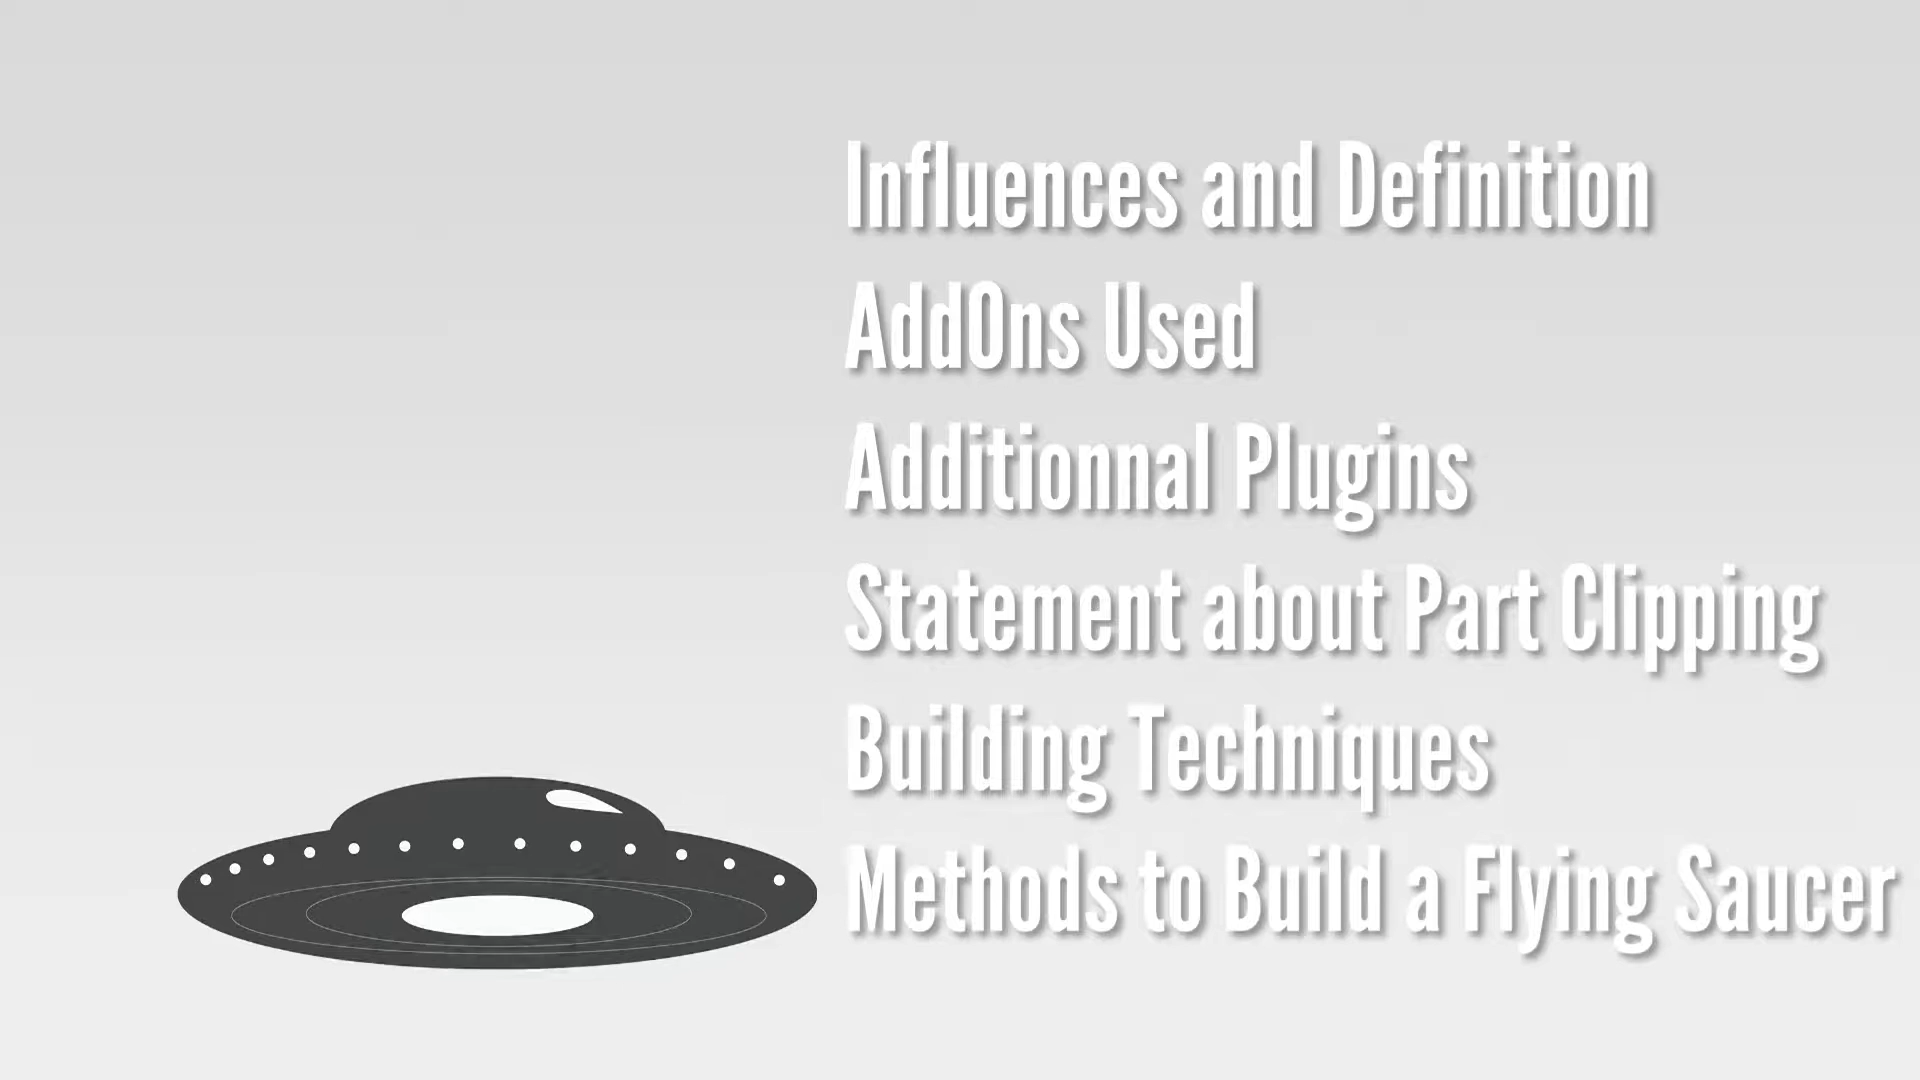 Influences and Definition
AddOns Used
Additionnal Plugins
Statement about Part Clipping
Building Techniques
Methods to Build a Flying Saucer